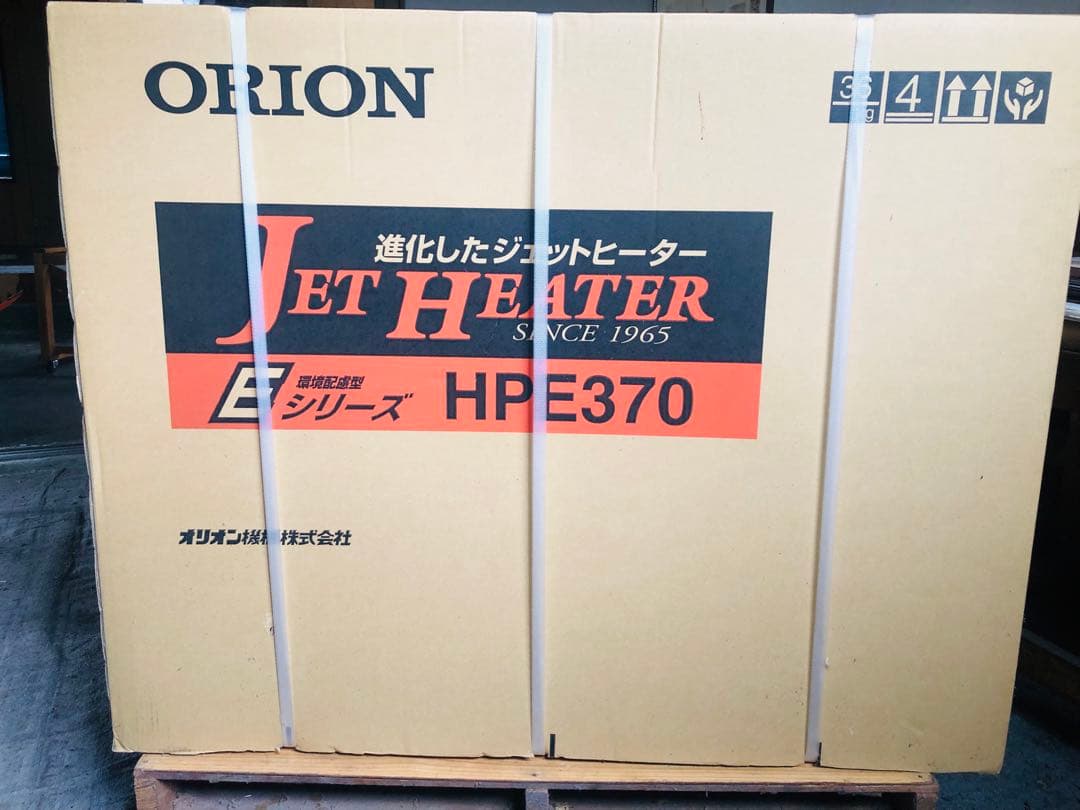 ORION
36
kg
4
進化したジェットヒーター
JET HEATER
SINCE 1965
E 環境配慮型
シリーズ HPE370
オリオン機械株式会社